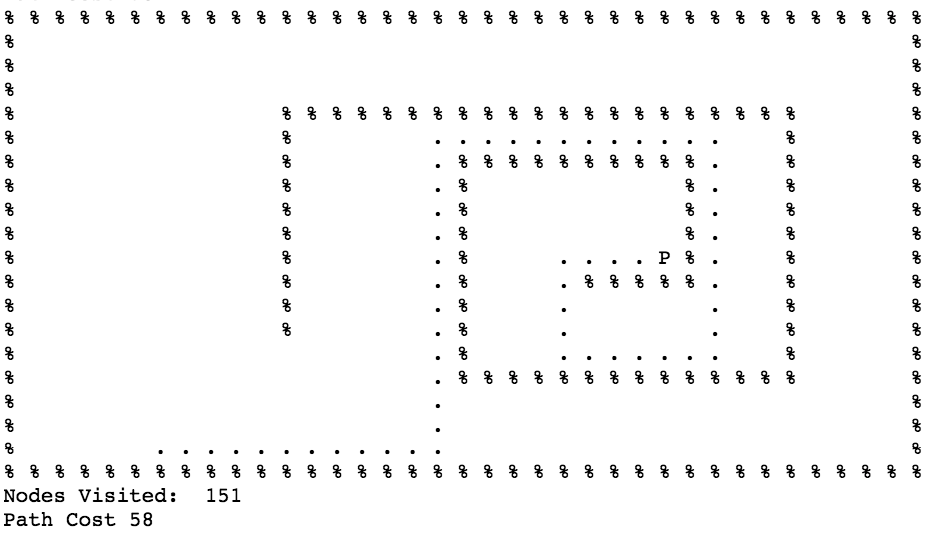 % % % % % % % % % % % % % % % % % % % % % % % % % % % % % % % % % % % % %
%                                                                       %
%                                                                       %
%                                                                       %
%                     % % % % % % % % % % % % % % % % % % % % %         %
%                     %           . . . . . . . . . . . .     %         %
%                     %           . % % % % % % % % % % .     %         %
%                     %           . %                 % .     %         %
%                     %           . %                 % .     %         %
%                     %           . %                 % .     %         %
%                     %           . %       . . . . P % .     %         %
%                     %           . %       . % % % % % .     %         %
%                     %           . %       .           .     %         %
%                     %           . %       .           .     %         %
%                                 . %       . . . . . . .     %         %
%                                 . % % % % % % % % % % % % % %         %
%                                 .                                     %
%                                 .                                     %
%           . . . . . . . . . . . .                                     %
% % % % % % % % % % % % % % % % % % % % % % % % % % % % % % % % % % % % %
Nodes Visited:  151
Path Cost 58